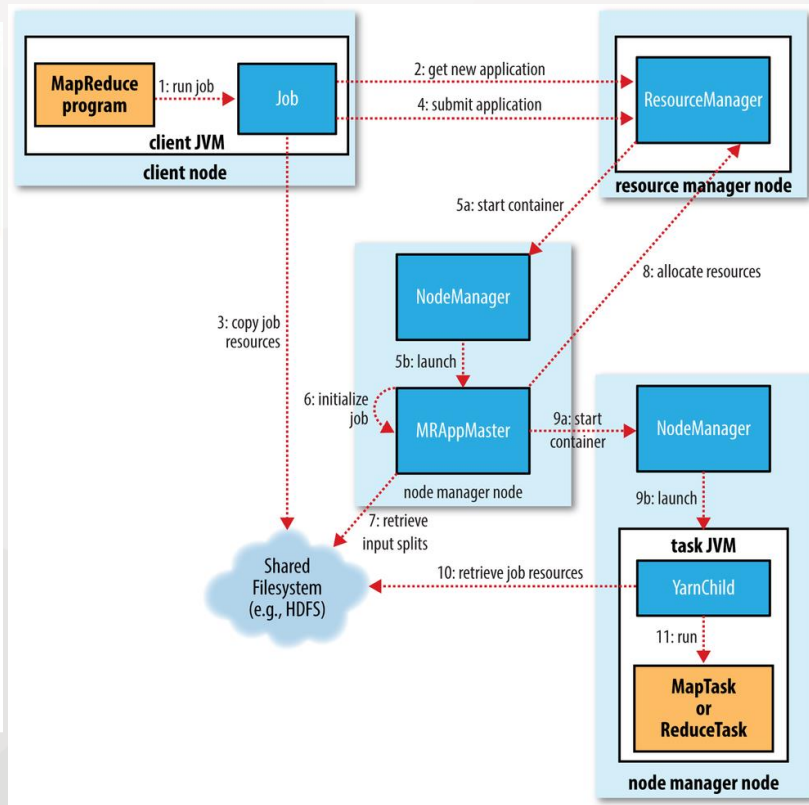 MapReduce
program
1: run job
Job
client JVM
client node
2: get new application
4: submit application
ResourceManager
resource manager node
5a: start container
8: allocate resources
3: copy job
resources
NodeManager
5b: launch
6: initialize
job
MRAppMaster
node manager node
9a: start
container
NodeManager
9b: launch
7: retrieve
input splits
Shared
Filesystem
(e.g., HDFS)
10: retrieve job resources
task JVM
YarnChild
11: run
MapTask
or
ReduceTask
node manager node